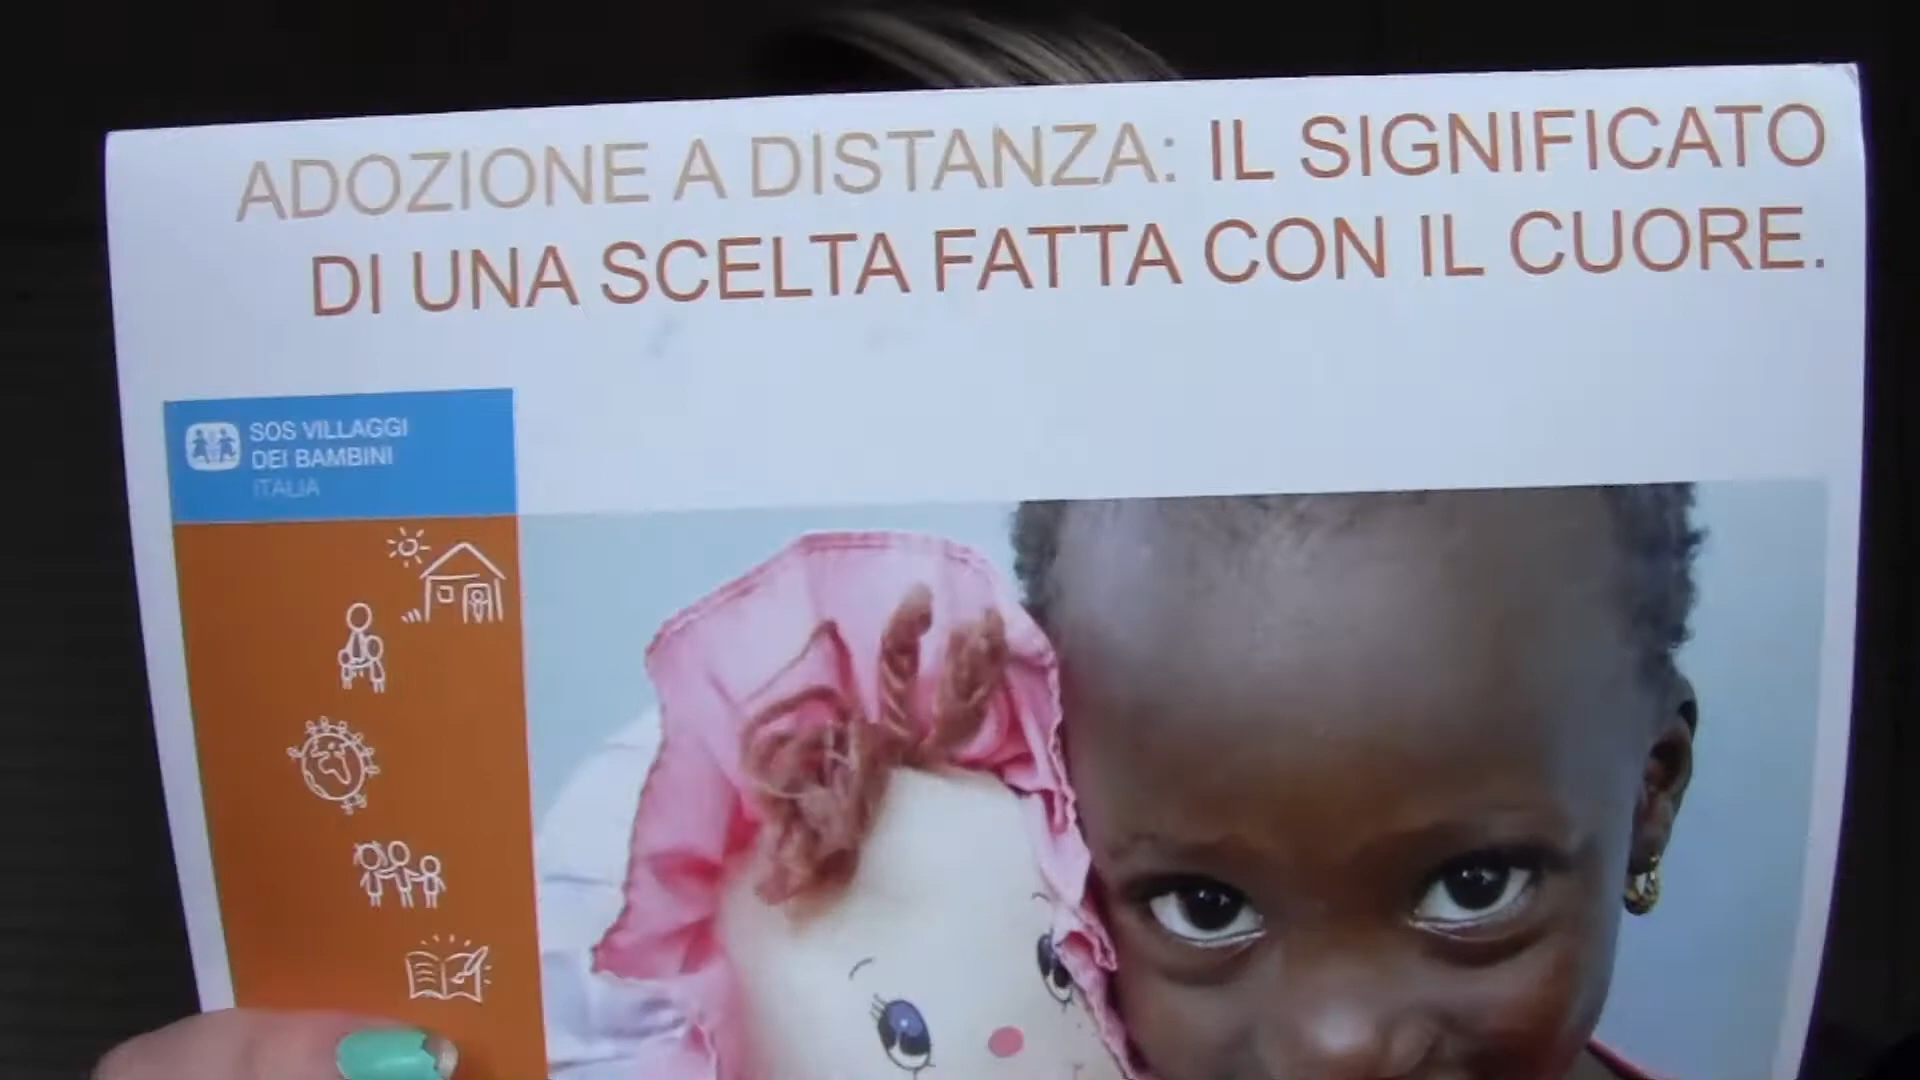 ADOZIONE A DISTANZA: IL SIGNIFICATO
DI UNA SCELTA FATTA CON IL CUORE.
SOS VILLAGGI
DEI BAMBINI
ITALIA